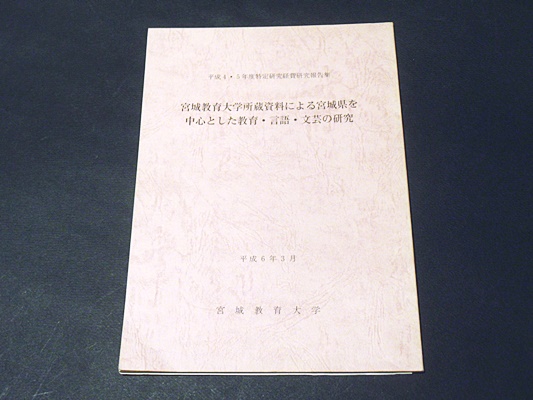 平成4・5年度特定研究経費研究報告書
宮城教育大学所蔵資料による宮城県を
中心とした教育・言語・文芸の研究
平成6年3月
宮城教育大学